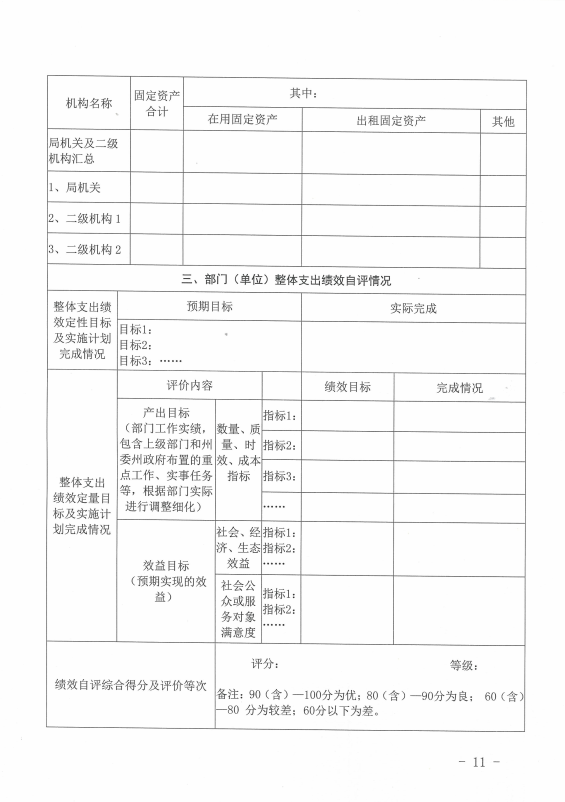 机构名称
固定资产
合计
其中:
在用固定资产
出租固定资产
其他
局机关及二级
机构汇总
1、局机关
2、二级机构 1
3、二级机构 2
三、部门（单位）整体支出绩效自评情况
整体支出绩
效定性目标
及实施计划
完成情况
预期目标
实际完成
目标1:
目标2:
目标3: ……
整体支出
绩效定量目
标及实施计
划完成情况
评价内容
绩效目标
完成情况
产出目标
（部门工作实绩，
包含上级部门和州
委州政府布置的重
点工作、实事任务
等，根据部门实际
进行调整细化）
数量、质
量、时
效、成本
指标
指标1:
指标2:
指标3:
……
效益目标
（预期实现的效
益）
社会、经
济、生态
效益
指标1:
指标2:
……
社会公
众或服
务对象
满意度
指标1:
指标2:
……
绩效自评综合得分及评价等次
评分: 等级:
备注: 90（含）—100分为优; 80（含）—90分为良; 60（含）
—80 分为较差; 60分以下为差。
- 11 -